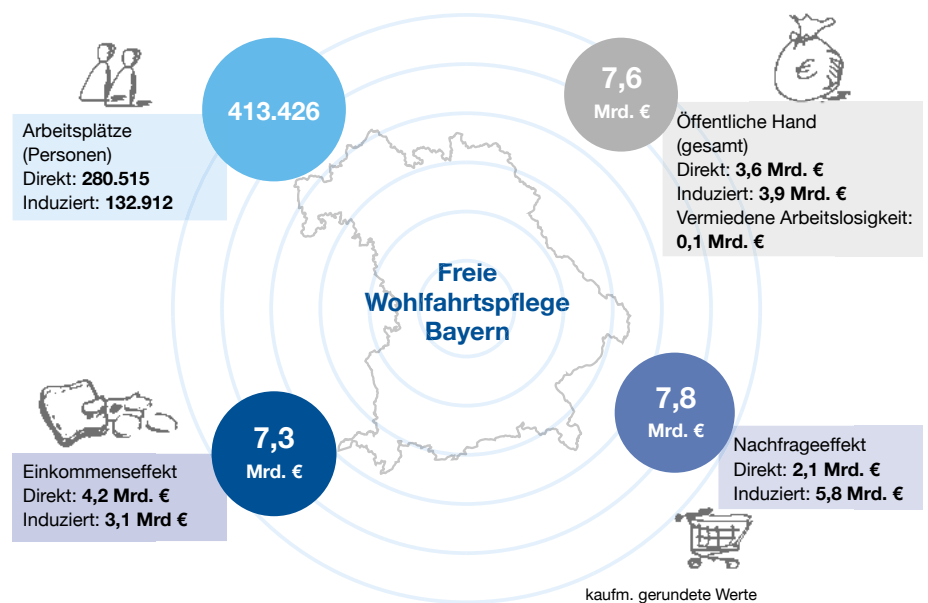 413.426
Arbeitsplätze
(Personen)
Direkt: 280.515
Induziert: 132.912
7,6
Mrd. €
€
Öffentliche Hand
(gesamt)
Direkt: 3,6 Mrd. €
Induziert: 3,9 Mrd. €
Vermiedene Arbeitslosigkeit:
0,1 Mrd. €
Freie
Wohlfahrtspflege
Bayern
7,3
Mrd. €
Einkommenseffekt
Direkt: 4,2 Mrd. €
Induziert: 3,1 Mrd €
7,8
Mrd. €
Nachfrageeffekt
Direkt: 2,1 Mrd. €
Induziert: 5,8 Mrd. €
kaufm. gerundete Werte